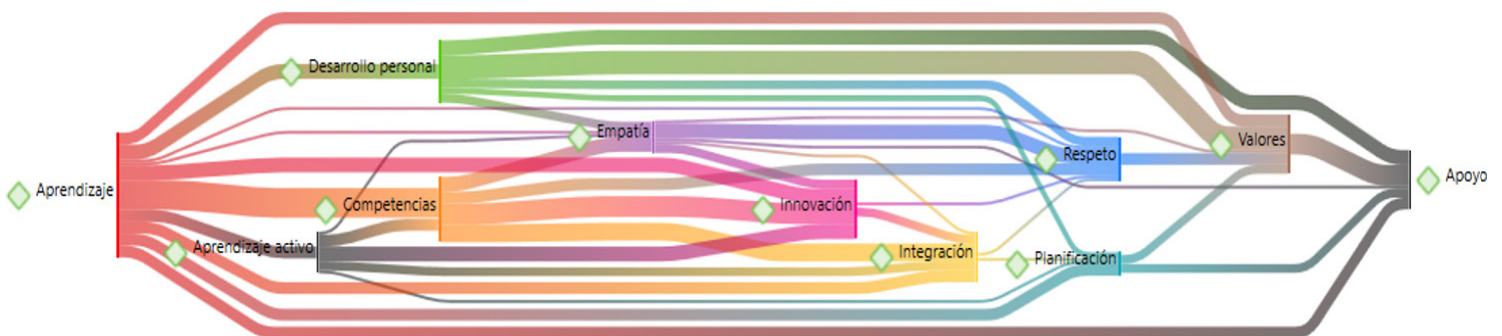 Desarrollo personal
Empatía
Valores
Respeto
Aprendizaje
Apoyo
Competencias
Innovación
Aprendizaje activo
Integración
Planificación